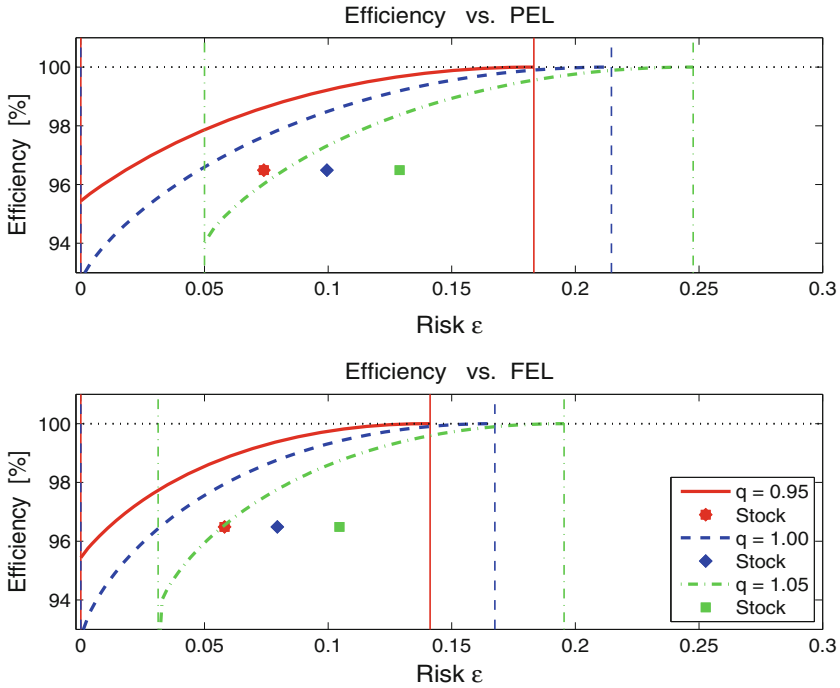 Efficiency vs. PEL
Efficiency [%]
100
98
96
94
0 0.05 0.1 0.15 0.2 0.25 0.3
Risk ε
Efficiency vs. FEL
Efficiency [%]
100
98
96
94
q = 0.95
Stock
q = 1.00
Stock
q = 1.05
Stock
0 0.05 0.1 0.15 0.2 0.25 0.3
Risk ε